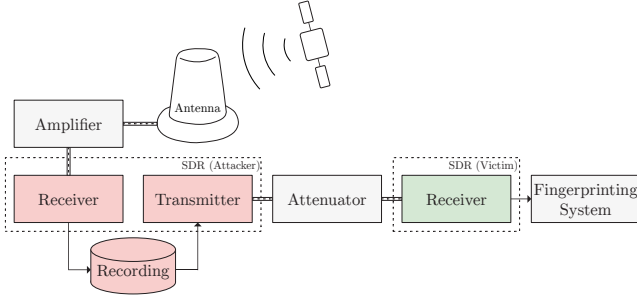 Antenna
Amplifier
SDR (Attacker)
SDR (Victim)
Receiver
Transmitter
Attenuator
Receiver
Fingerprinting
System
Recording